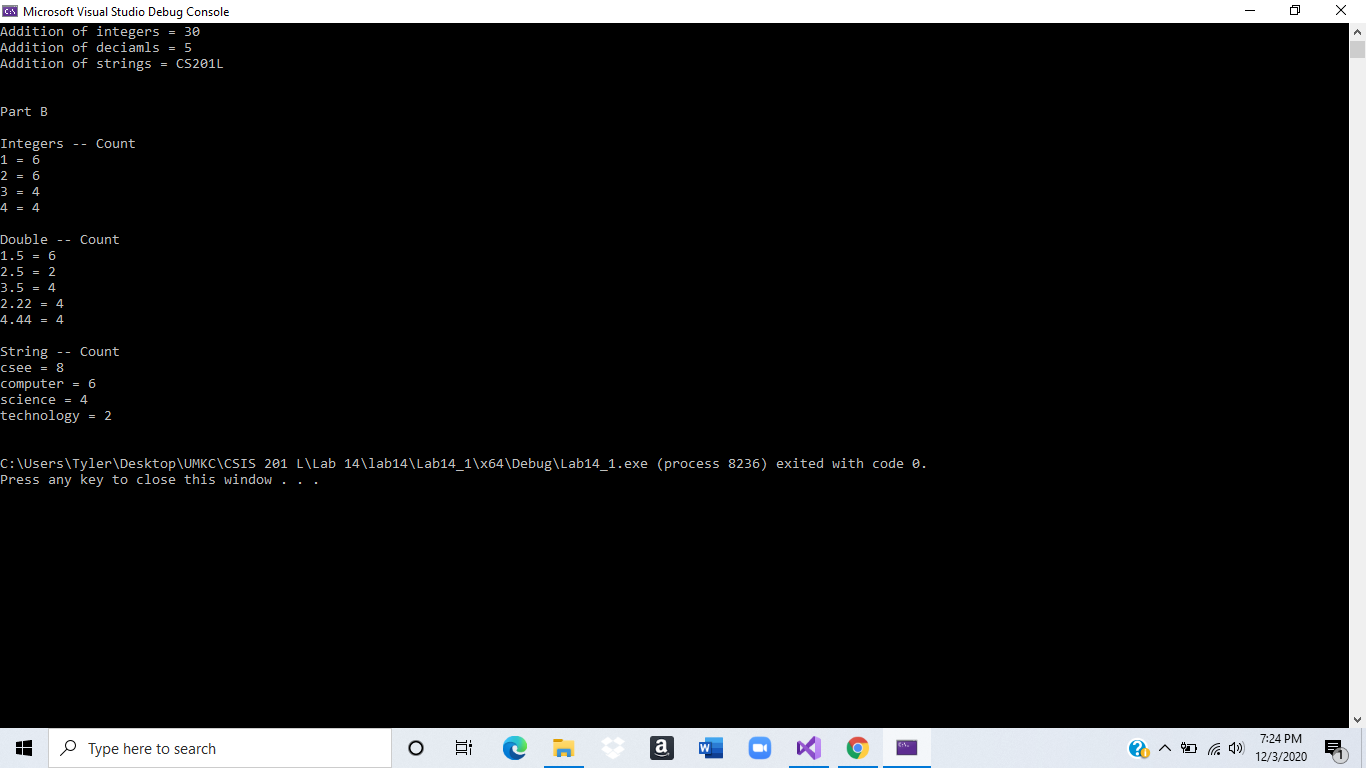 Microsoft Visual Studio Debug Console
Addition of integers = 30
Addition of deciamls = 5
Addition of strings = CS201L
Part B
Integers -- Count
1 = 6
2 = 6
3 = 4
4 = 4
Double -- Count
1.5 = 6
2.5 = 2
3.5 = 4
2.22 = 4
4.44 = 4
String -- Count
csee = 8
computer = 6
science = 4
technology = 2
C:\Users\Tyler\Desktop\UMKC\CSIS 201 L\Lab 14\lab14\Lab14_1\x64\Debug\Lab14_1.exe (process 8236) exited with code 0.
Press any key to close this window . . .
Type here to search
7:24 PM
12/3/2020
1